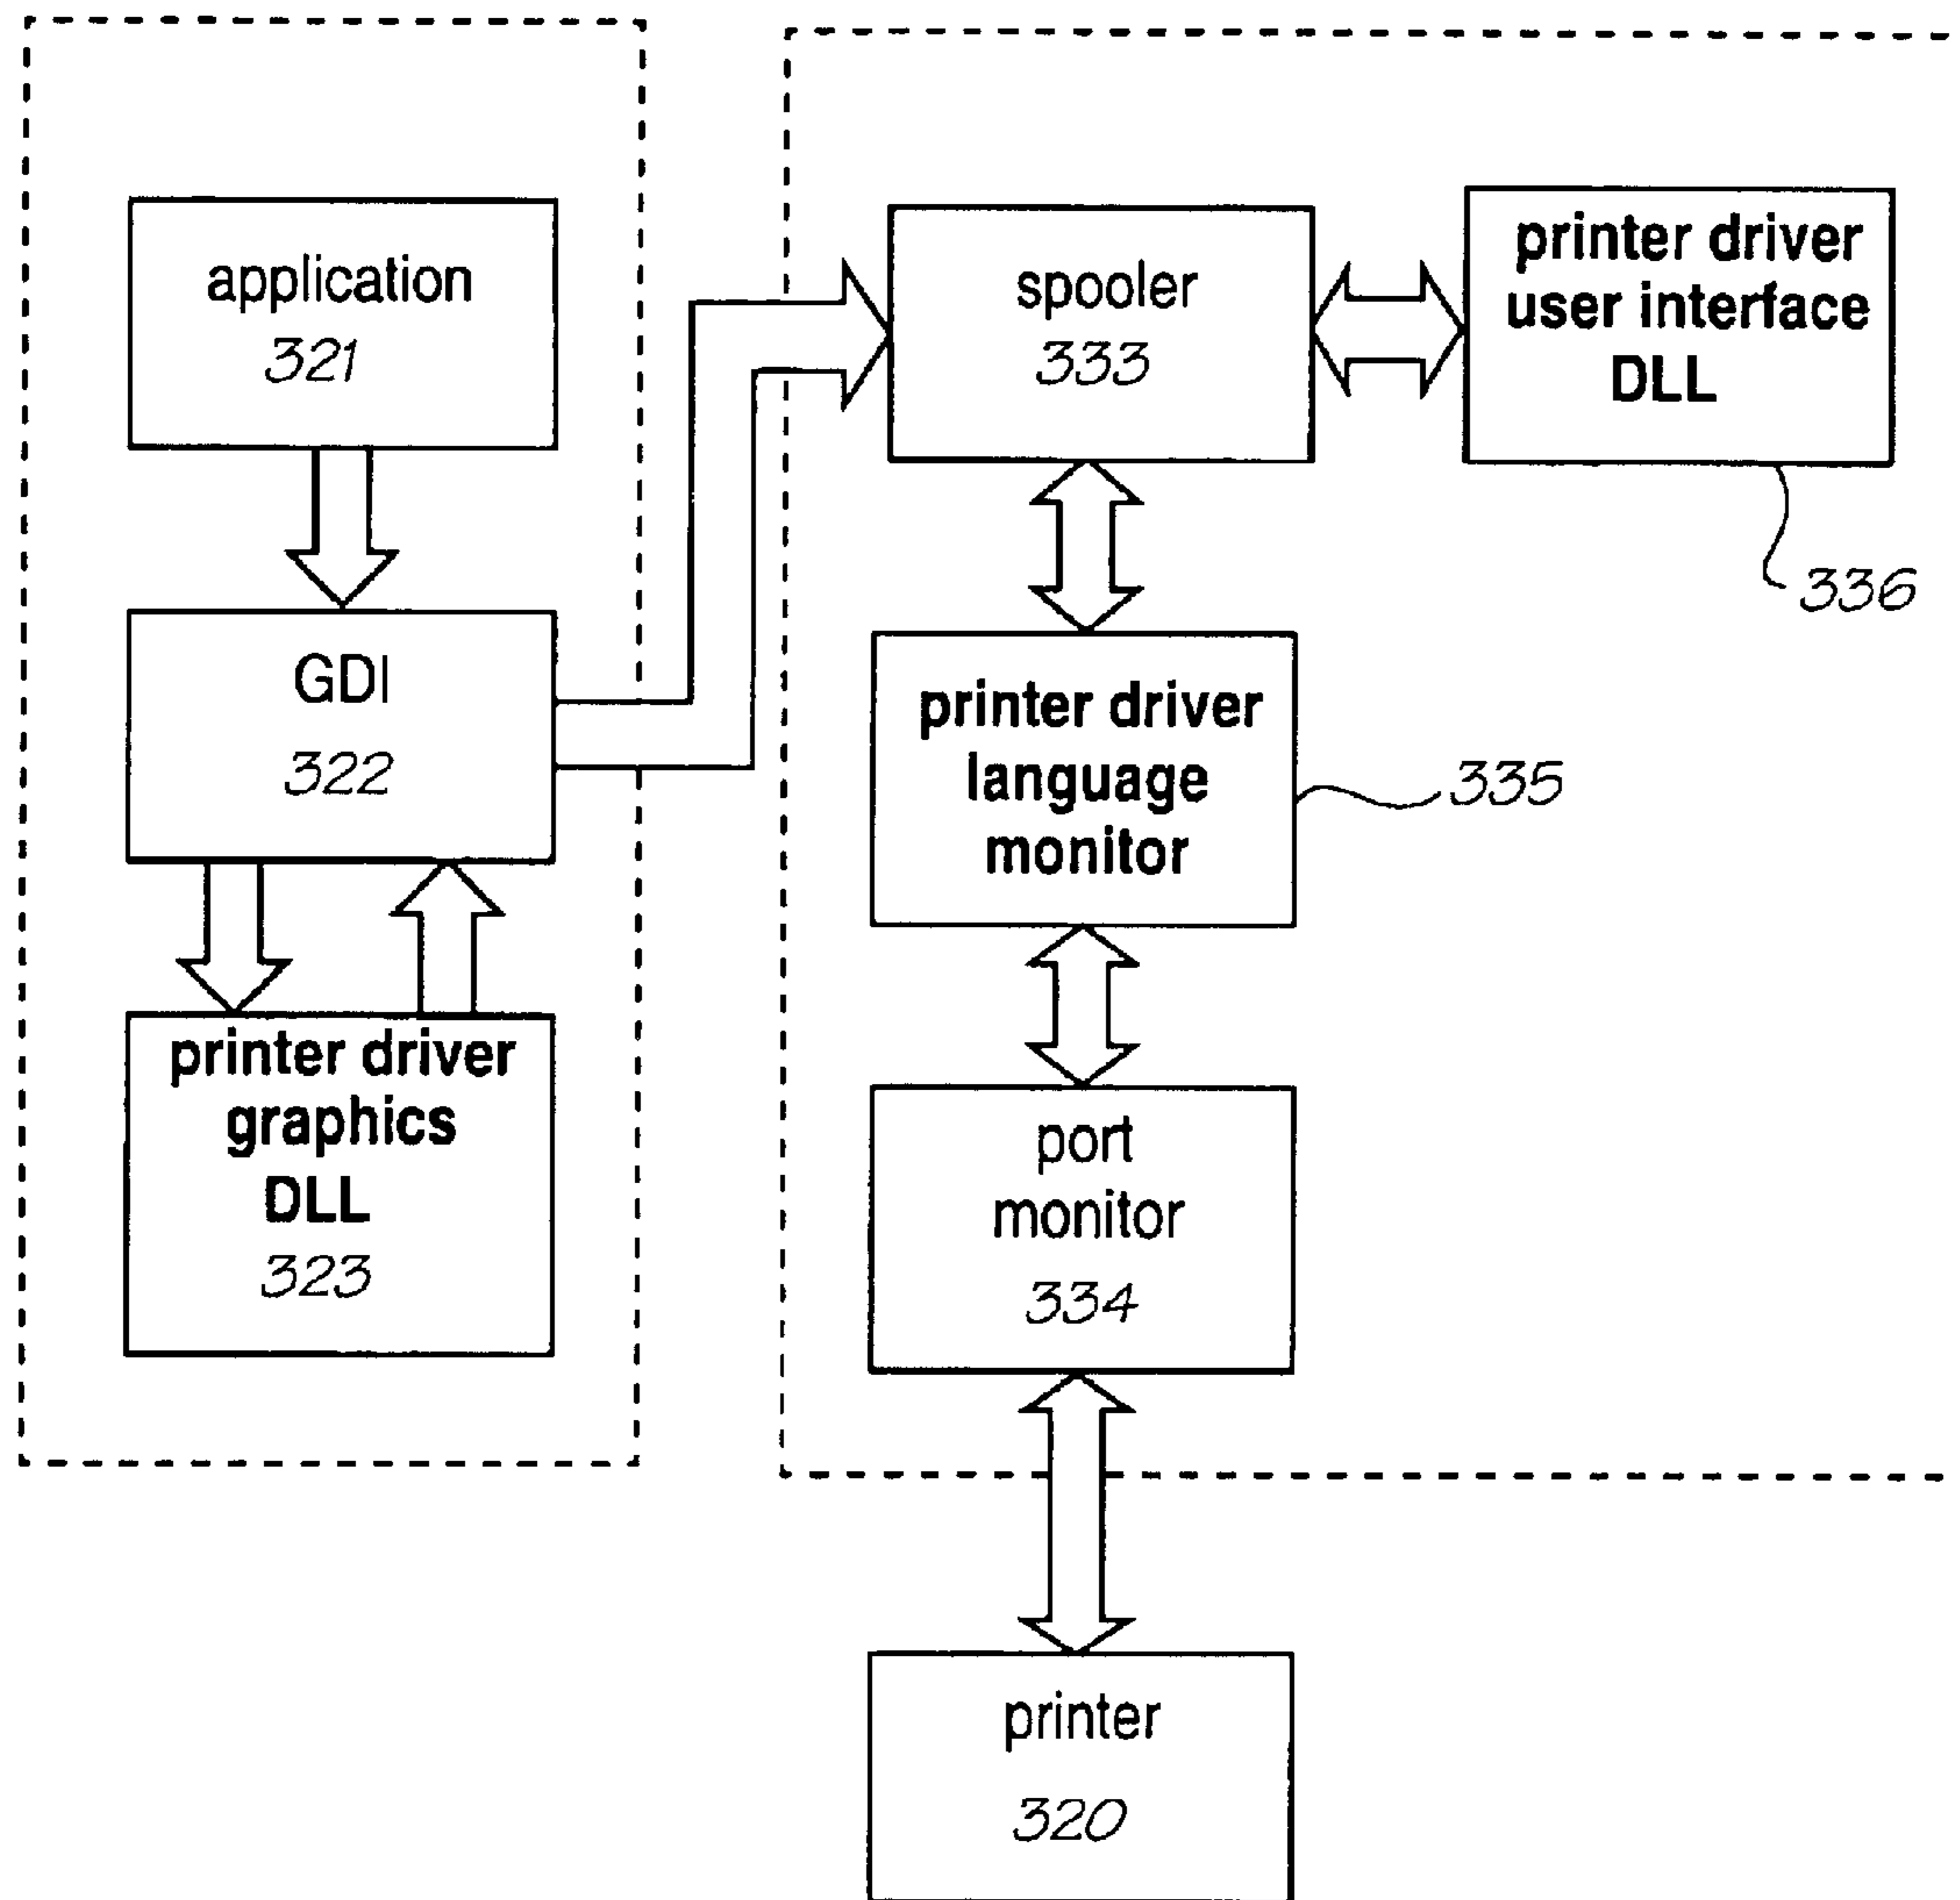 application
321
GDI
322
printer driver
graphics
DLL
323
spooler
333
printer driver
user interface
DLL
336
printer driver
language
monitor
335
port
monitor
334
printer
320